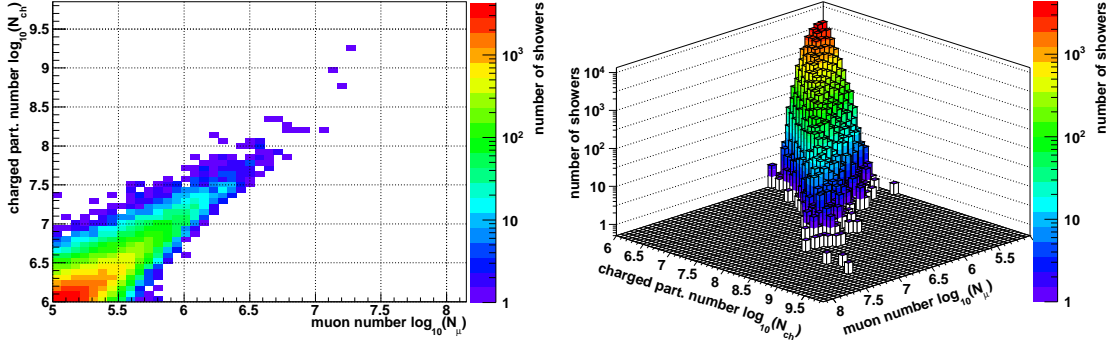 charged part. number log₁₀(N_ch)
9.5
9
8.5
8
7.5
7
6.5
6
5 5.5 6 6.5 7 7.5 8
muon number log₁₀(N_μ)
10³
10²
10
1
number of showers
number of showers
10⁴
10³
10²
10
1
6 6.5 7 7.5 8 8.5 9 9.5
charged part. number log₁₀(N_ch)
8 7.5 7 6.5 6 5.5
muon number log₁₀(N_μ)
10³
10²
10
1
number of showers